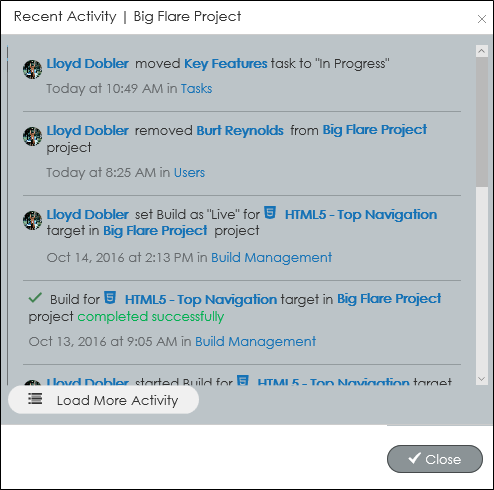 Recent Activity | Big Flare Project
Lloyd Dobler moved Key Features task to "In Progress"
Today at 10:49 AM in Tasks
Lloyd Dobler removed Burt Reynolds from Big Flare Project
project
Today at 8:25 AM in Users
Lloyd Dobler set Build as "Live" for HTML5 - Top Navigation
target in Big Flare Project project
Oct 14, 2016 at 2:13 PM in Build Management
Build for HTML5 - Top Navigation target in Big Flare Project
project completed successfully
Oct 13, 2016 at 9:05 AM in Build Management
Lloyd Dobler started Build for HTML5 - Top Navigation target
Load More Activity
Close